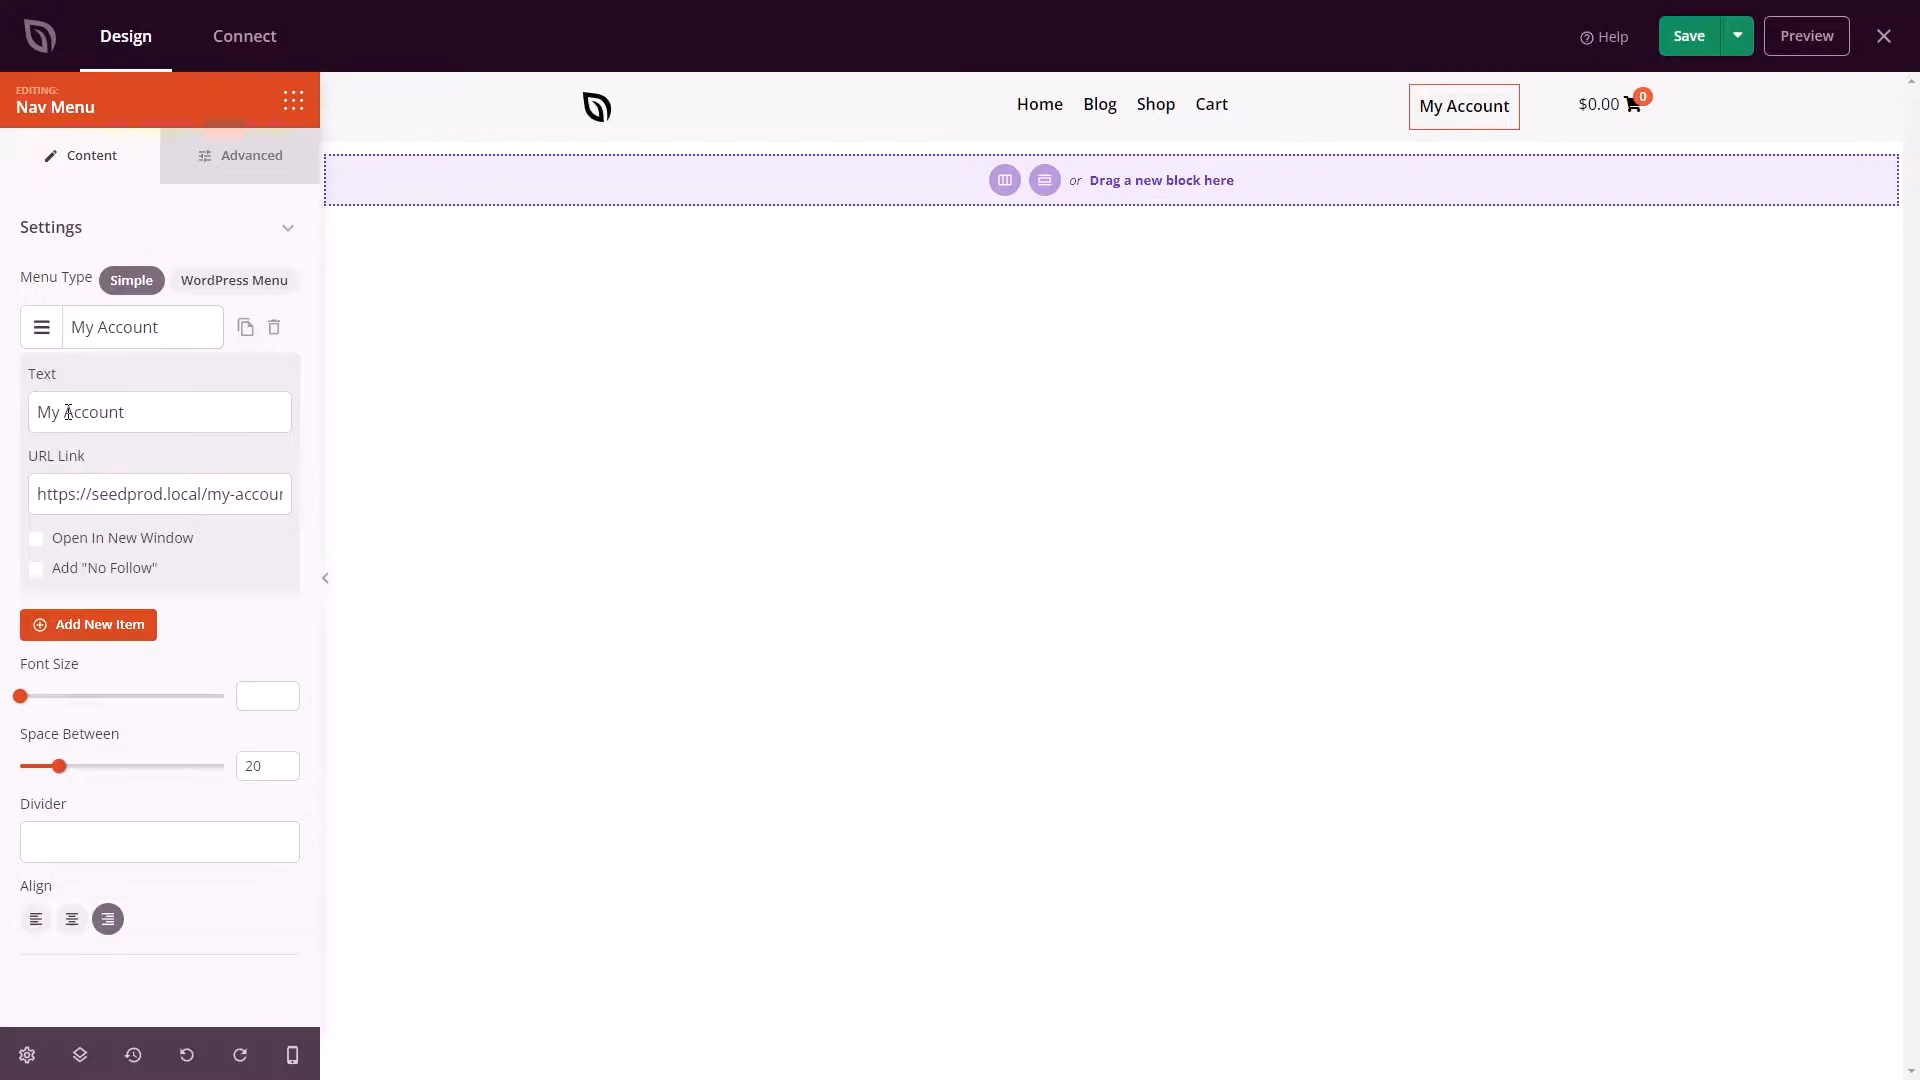 Design
Connect
Help
Save
Preview
EDITING:
Nav Menu
Home Blog Shop Cart
My Account
$0.00
0
Content
Advanced
or Drag a new block here
Settings
Menu Type Simple WordPress Menu
My Account
Text
My Account
URL Link
https://seedprod.local/my-accour
Open In New Window
Add "No Follow"
Add New Item
Font Size
Space Between
20
Divider
Align